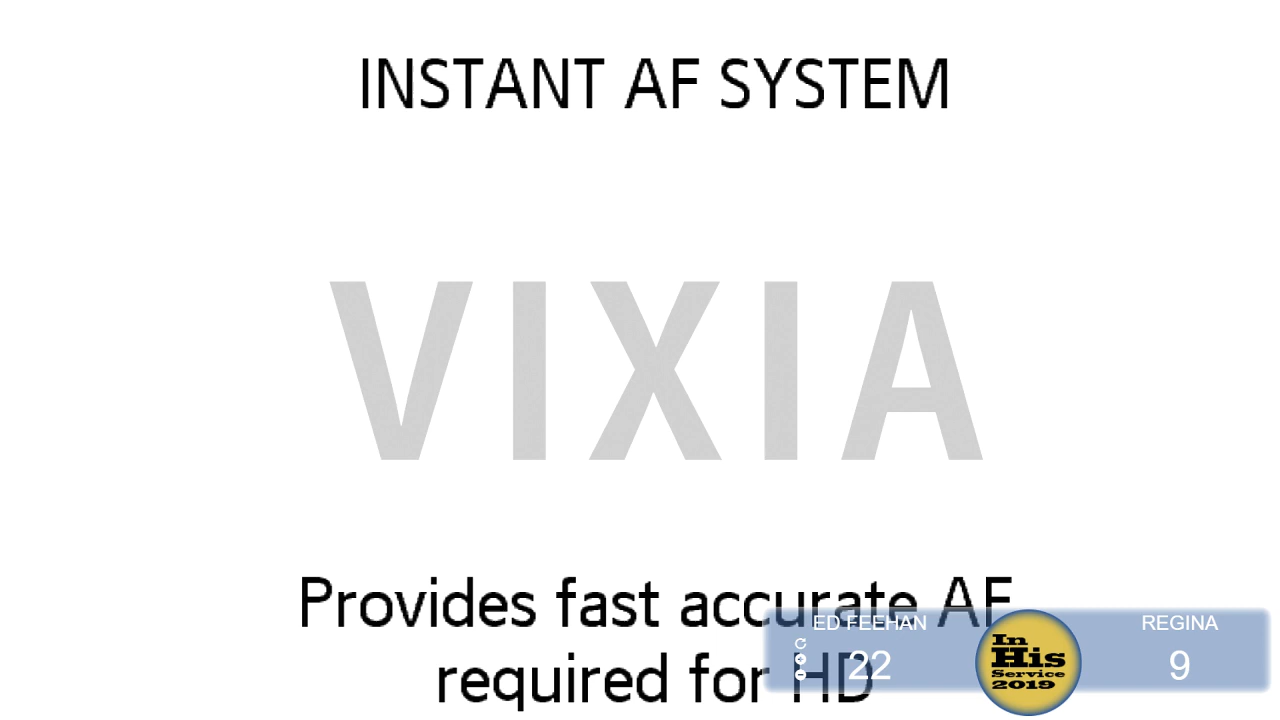 INSTANT AF SYSTEM
VIXIA
Provides fast accurate AF
required for HD
ED FEEHAN
22
In
His
Service
2019
REGINA
9